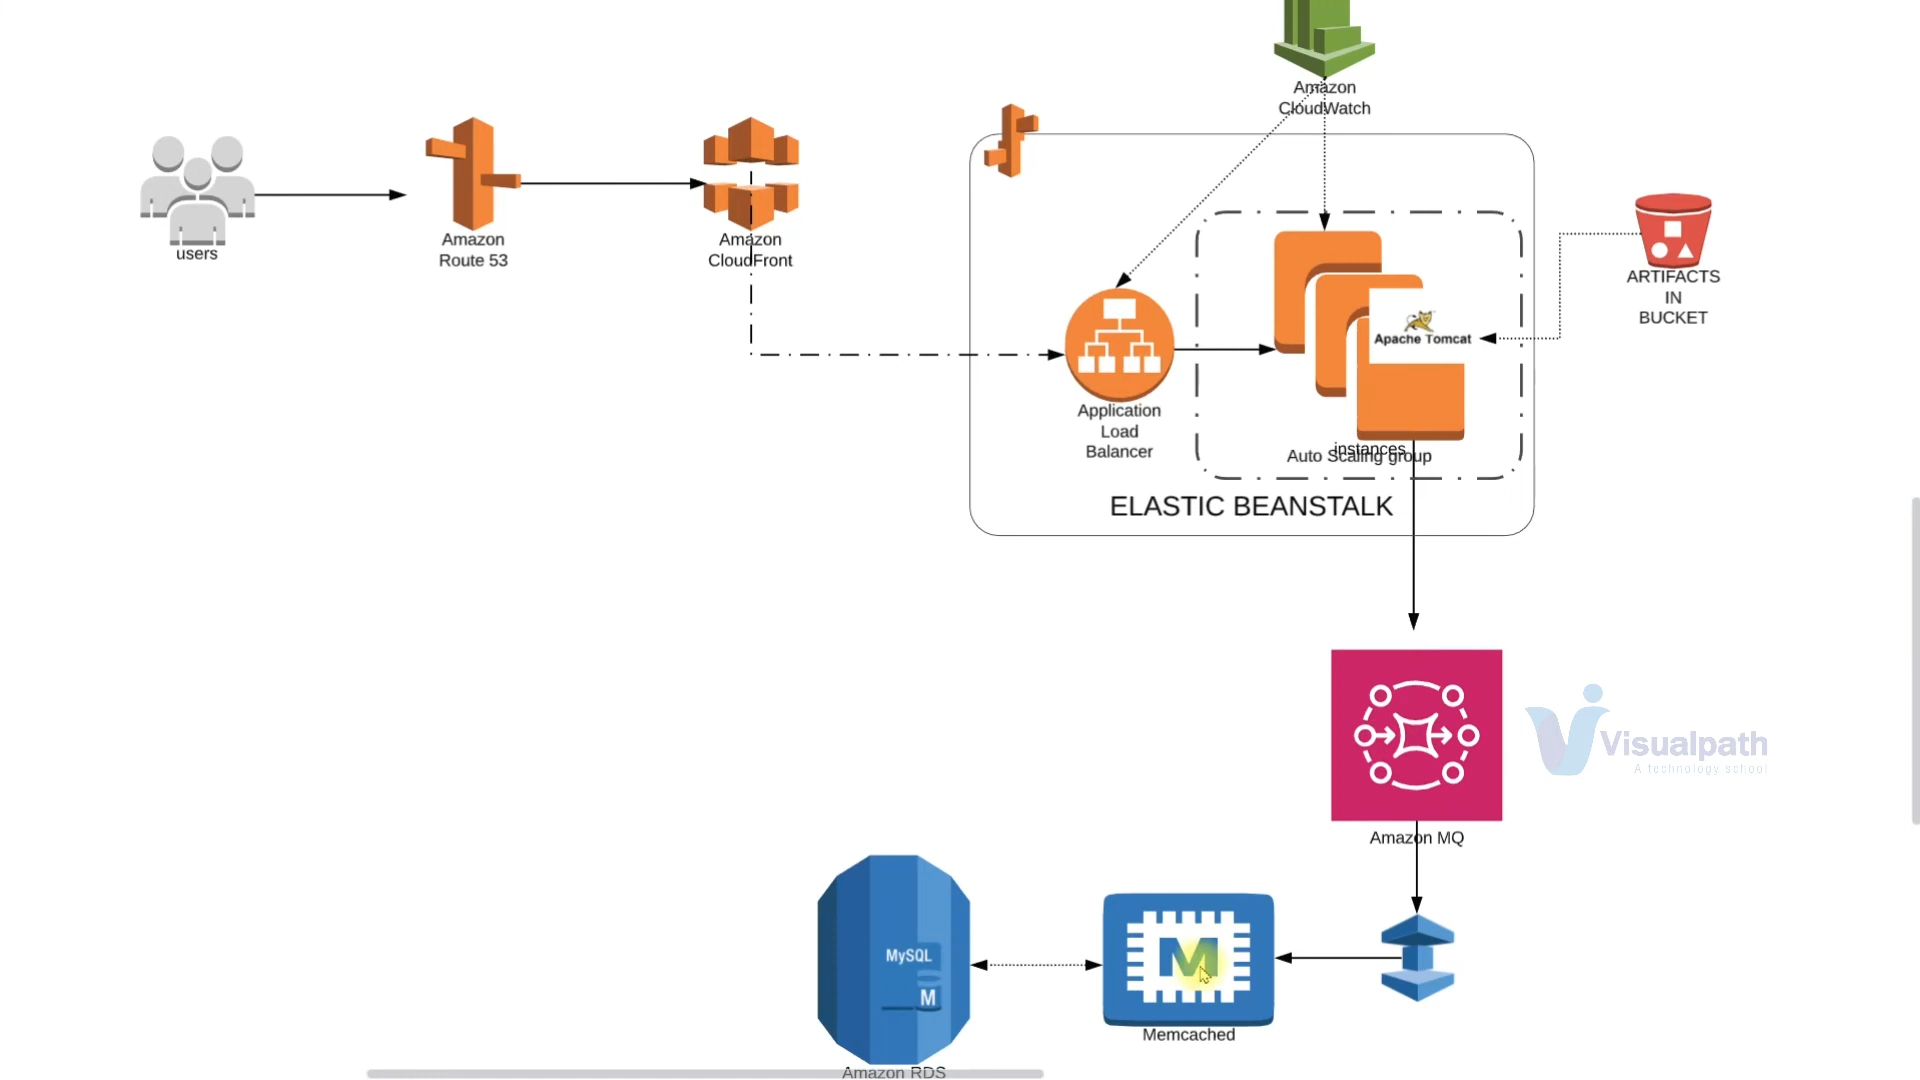 Amazon
CloudWatch
users
Amazon
Route 53
Amazon
CloudFront
ARTIFACTS
IN
BUCKET
Apache Tomcat
Application
Load
Balancer
instances
Auto Scaling group
ELASTIC BEANSTALK
Visualpath
A technology school
Amazon MQ
MySQL
M
M
Memcached
Amazon RDS